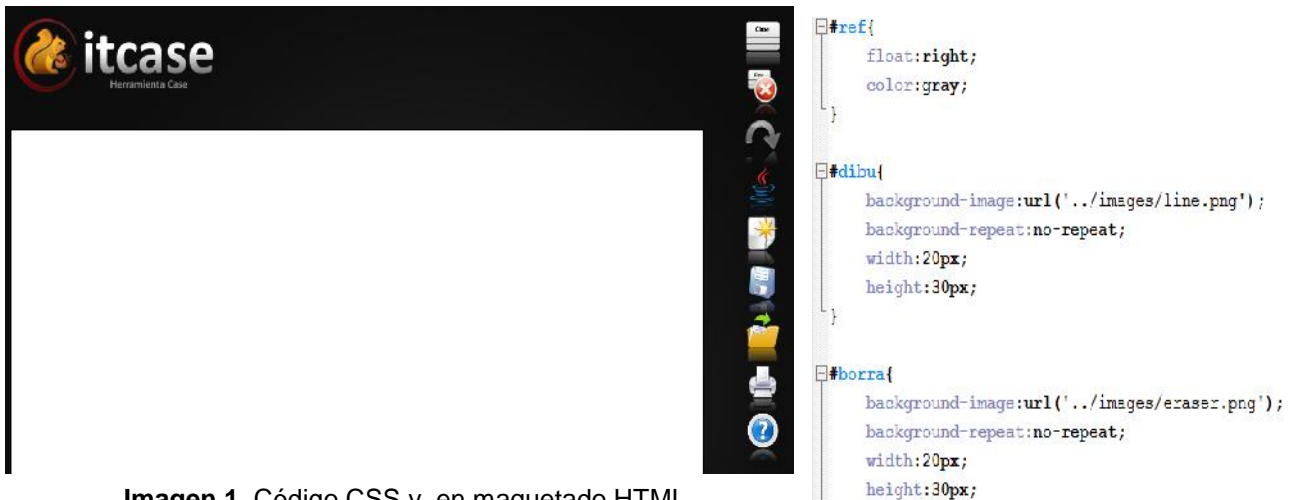 itcase
Herramienta Case
Clase
#ref{
float:right;
color:gray;
}
#dibu{
background-image:url('../images/line.png');
background-repeat:no-repeat;
width:20px;
height:30px;
}
#borra{
background-image:url('../images/eraser.png');
background-repeat:no-repeat;
width:20px;
height:30px;
Imagen 1. Código CSS y en maquetado HTML